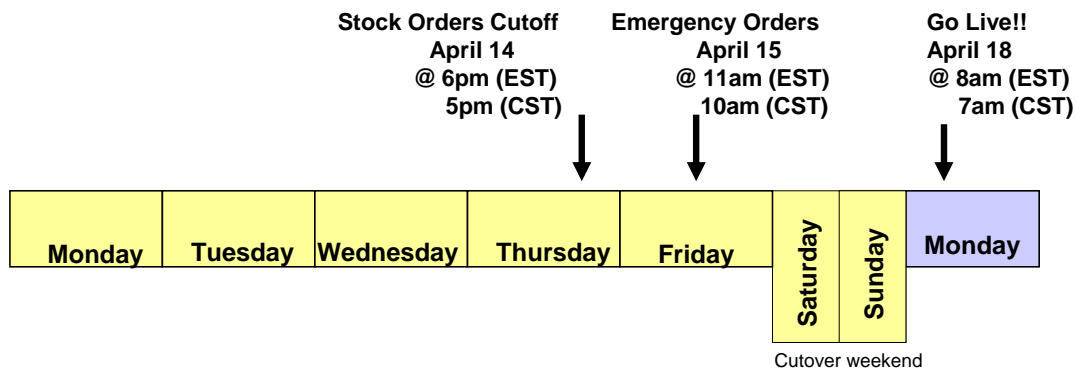 Stock Orders Cutoff
April 14
@ 6pm (EST)
5pm (CST)
Emergency Orders
April 15
@ 11am (EST)
10am (CST)
Go Live!!
April 18
@ 8am (EST)
7am (CST)
Monday
Tuesday
Wednesday
Thursday
Friday
Saturday
Sunday
Monday
Cutover weekend